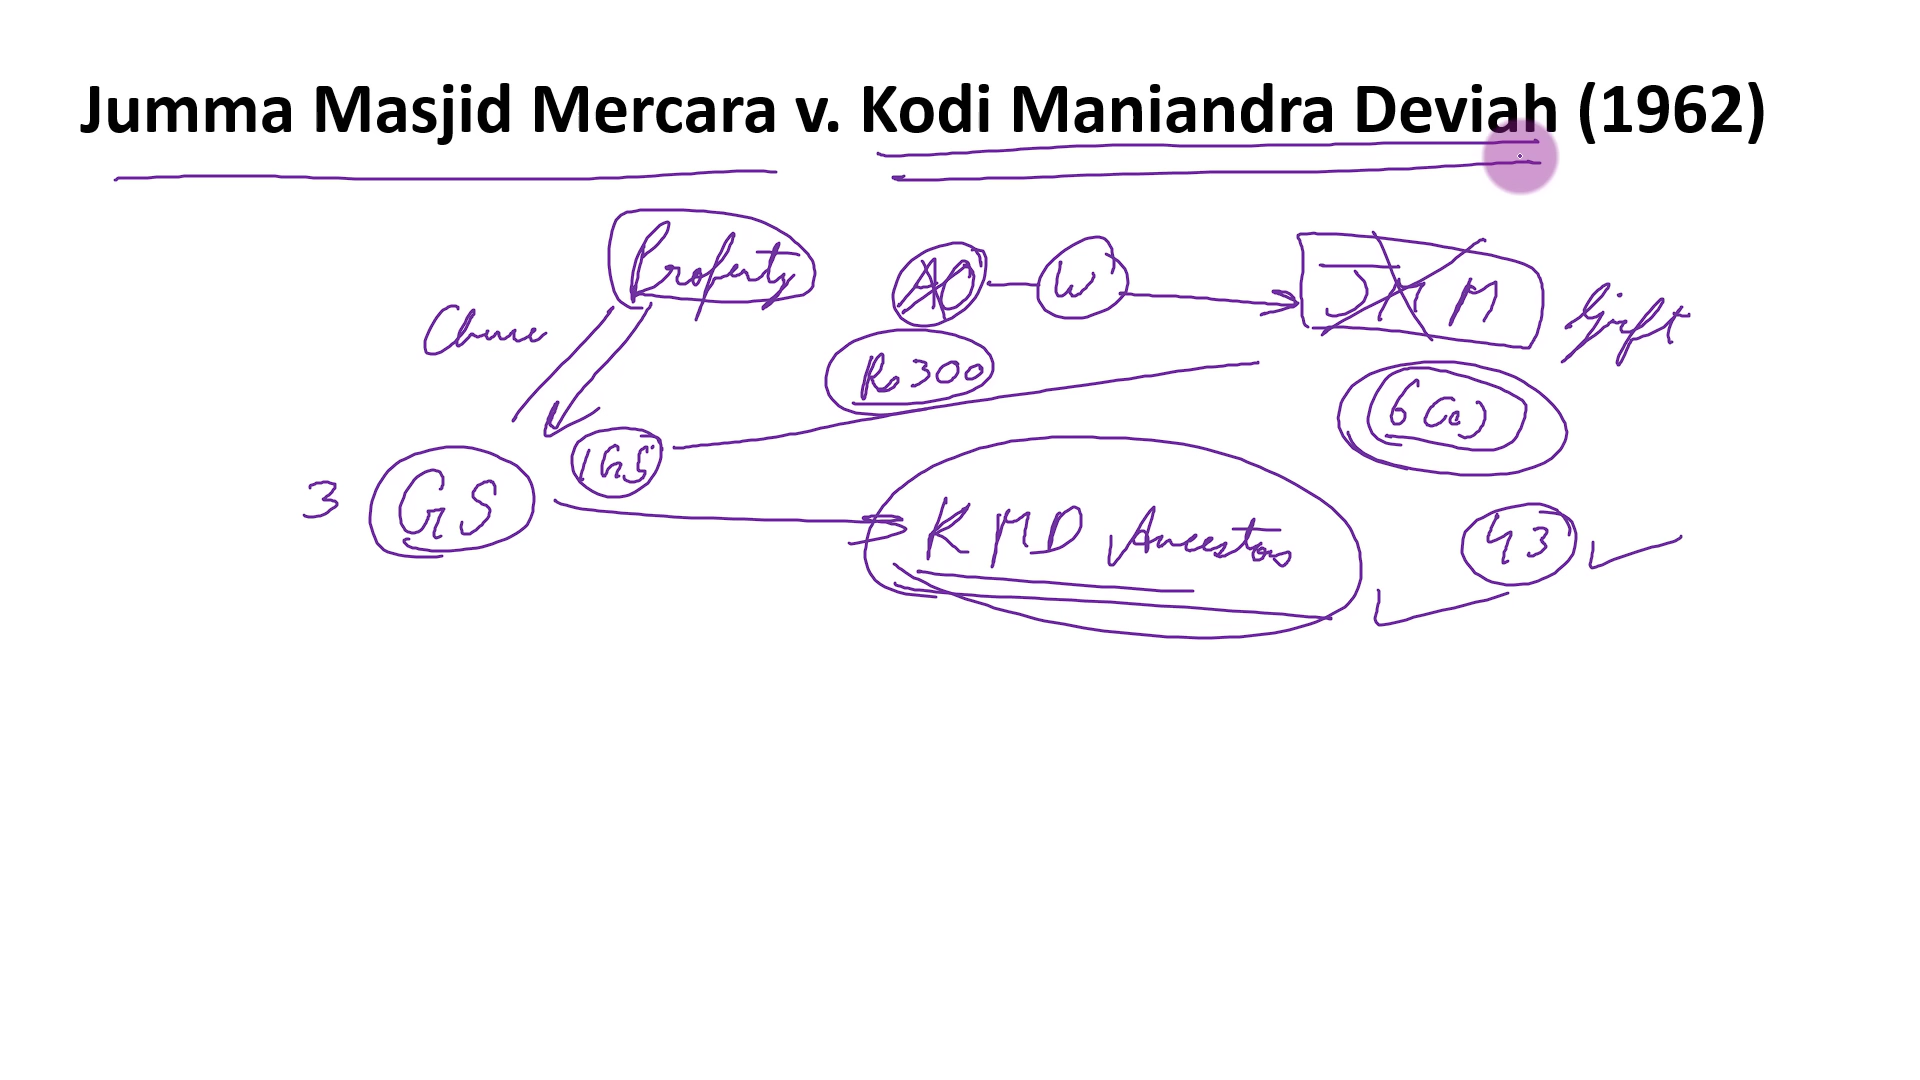 Jumma Masjid Mercara v. Kodi Maniandra Deviah (1962)
Property AO W JMM Gift
Rs 300
6(a)
1GS
3 GS
KMD Ancestors 43